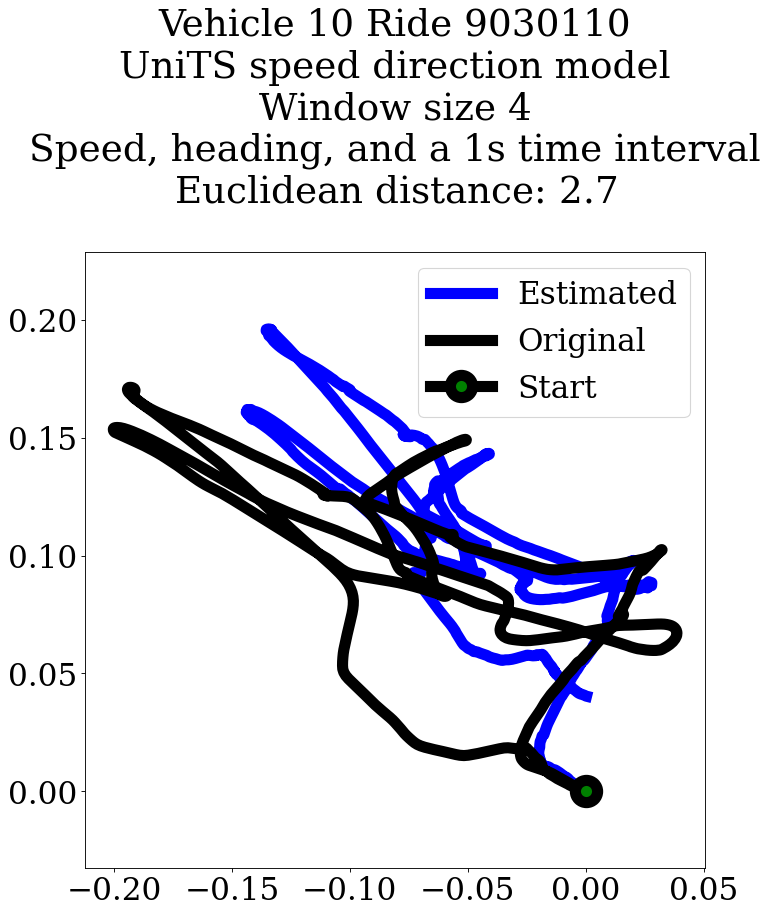 Vehicle 10 Ride 9030110
UniTS speed direction model
Window size 4
Speed, heading, and a 1s time interval
Euclidean distance: 2.7
Estimated
Original
Start
0.20
0.15
0.10
0.05
0.00
−0.20 −0.15 −0.10 −0.05 0.00 0.05